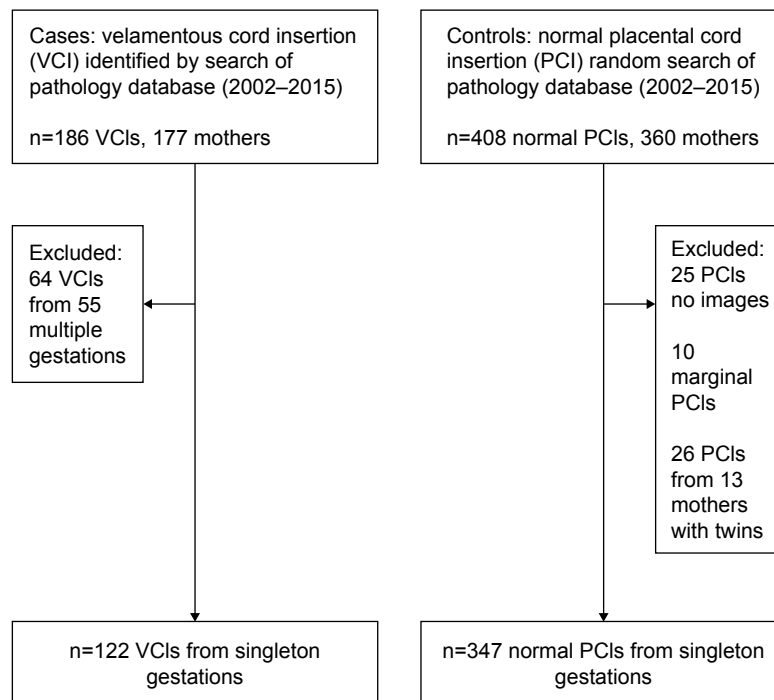 Cases: velamentous cord insertion
(VCI) identified by search of
pathology database (2002–2015)
n=186 VCIs, 177 mothers
Controls: normal placental cord
insertion (PCI) random search of
pathology database (2002–2015)
n=408 normal PCIs, 360 mothers
Excluded:
64 VCIs
from 55
multiple
gestations
Excluded:
25 PCIs
no images
10
marginal
PCIs
26 PCIs
from 13
mothers
with twins
n=122 VCIs from singleton
gestations
n=347 normal PCIs from singleton
gestations